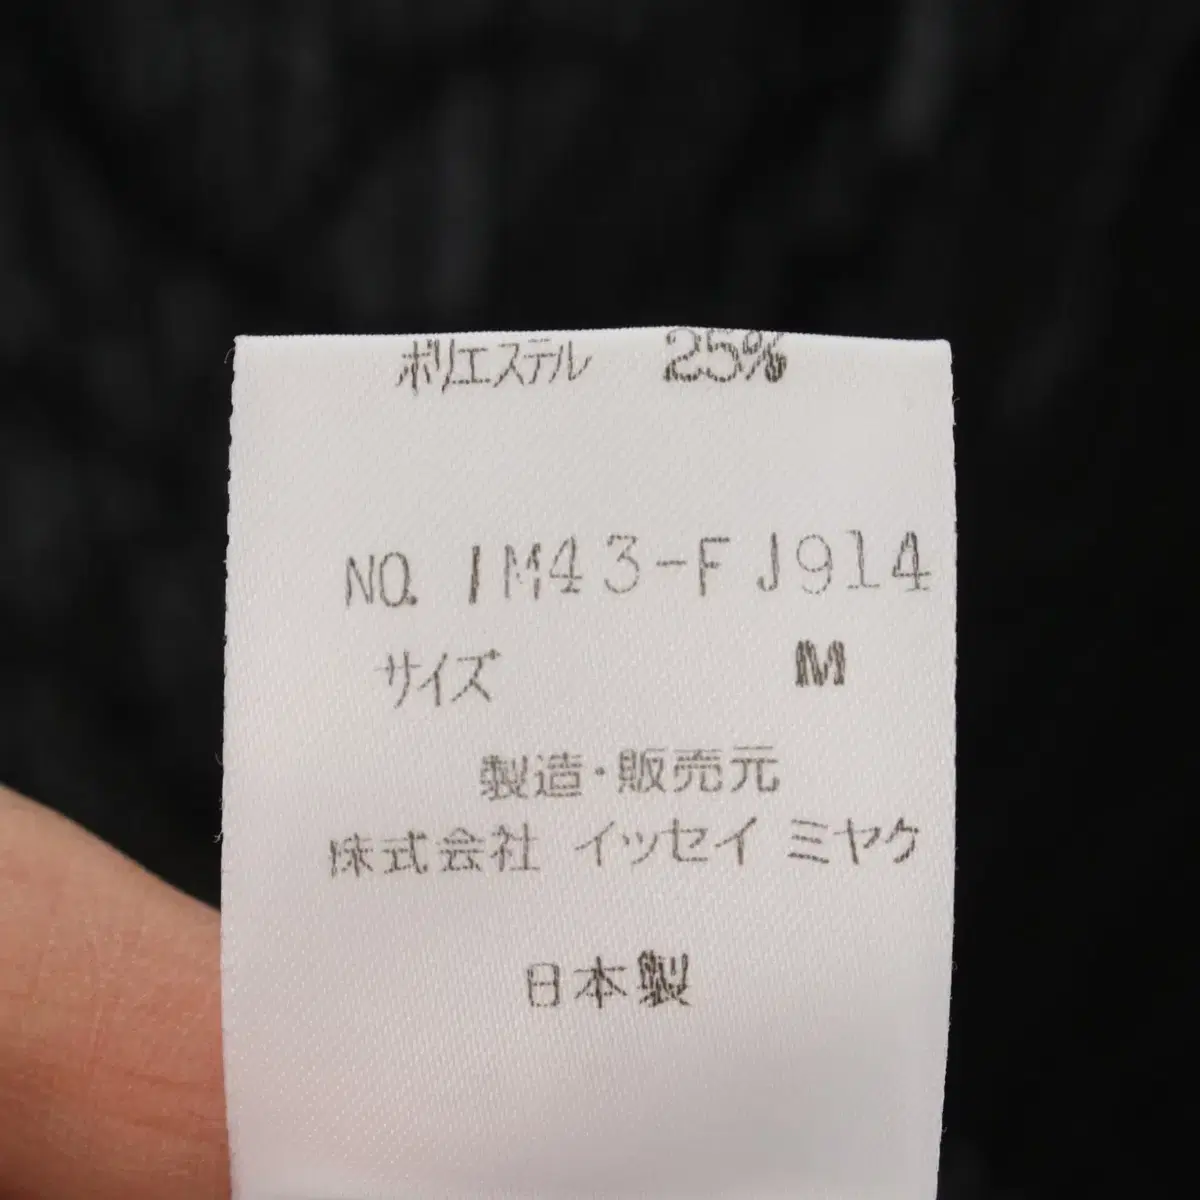 ポリエステル 25%
NO. IM43-FJ914
サイズ M
製造・販売元
株式会社 イッセイ ミヤケ
日本製